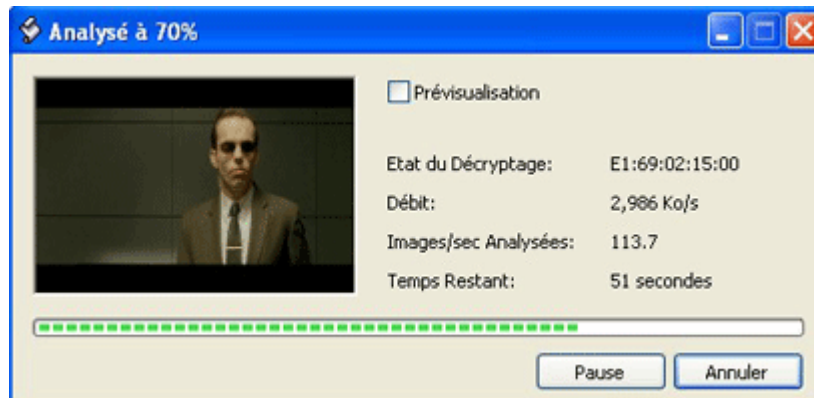 Analysé à 70%
Prévisualisation
Etat du Décryptage: E1:69:02:15:00
Débit: 2,986 Ko/s
Images/sec Analysées: 113.7
Temps Restant: 51 secondes
Pause Annuler